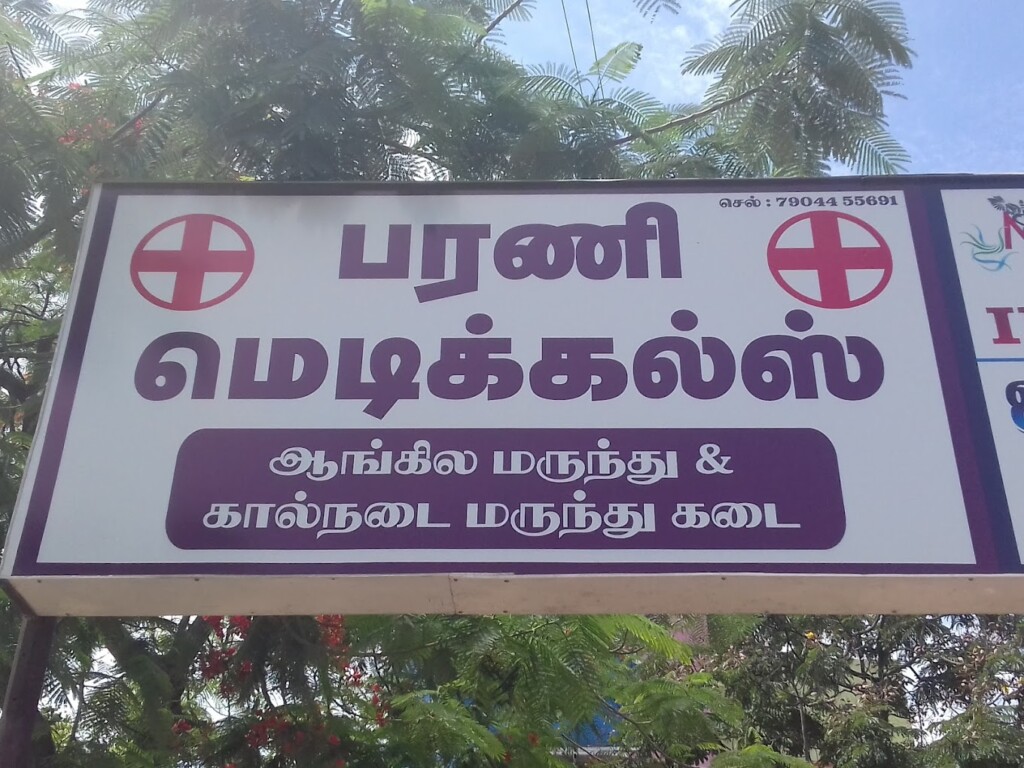 செல் : 79044 55691
பரணி
மெடிக்கல்ஸ்
ஆங்கில மருந்து &
கால்நடை மருந்து கடை